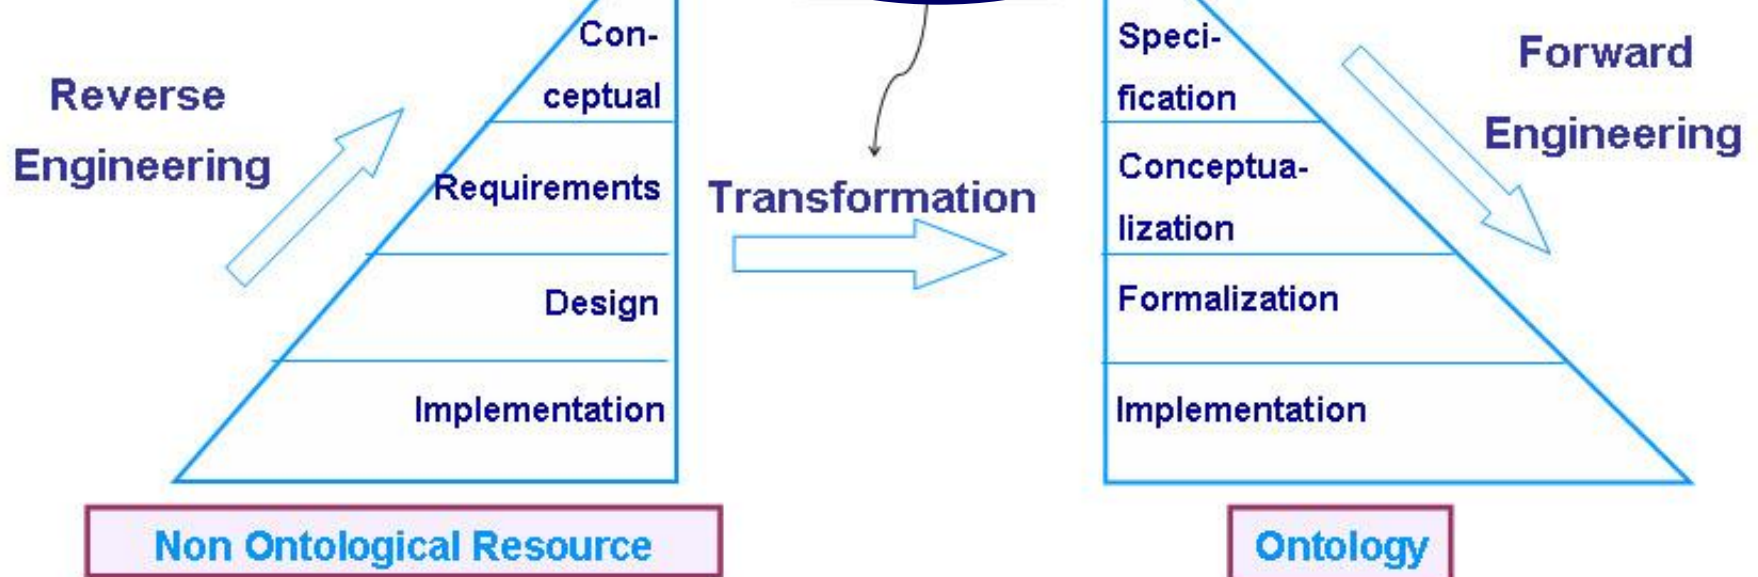 Reverse
Engineering
Con-
ceptual
Requirements
Design
Implementation
Non Ontological Resource
Transformation
Speci-
fication
Conceptua-
lization
Formalization
Implementation
Ontology
Forward
Engineering